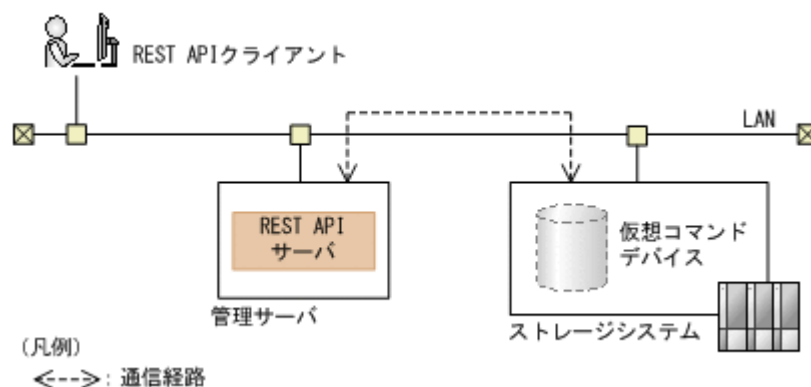 REST APIクライアント
LAN
REST API
サーバ
仮想コマンド
デバイス
管理サーバ
ストレージシステム
(凡例)
: 通信経路